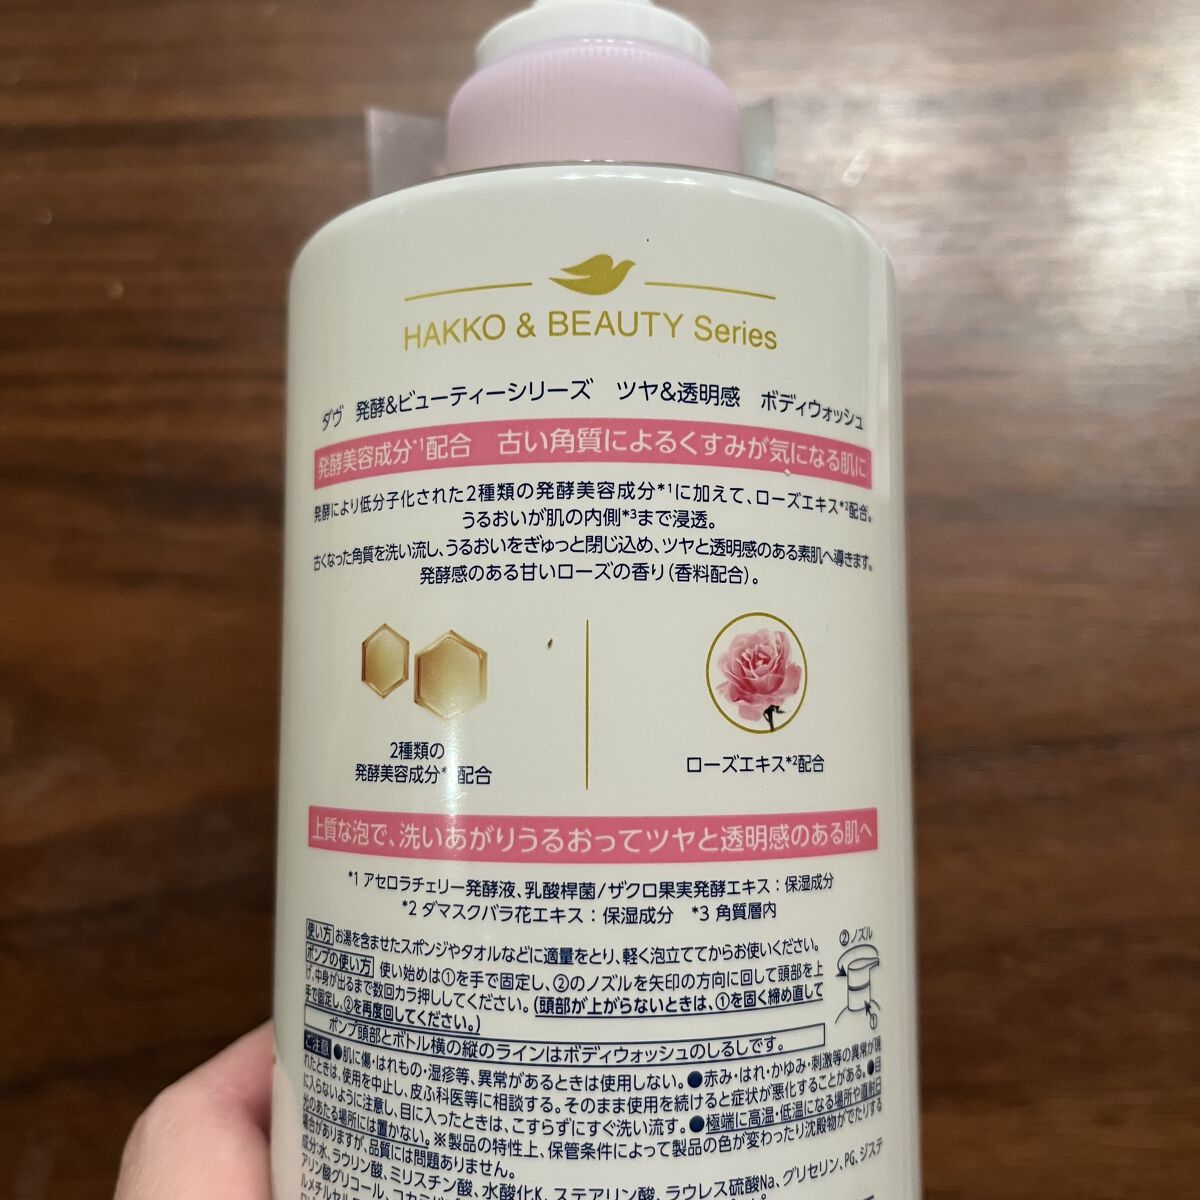 HAKKO & BEAUTY Series
ダヴ 発酵&ビューティーシリーズ ツヤ&透明感 ボディウォッシュ
発酵美容成分*1配合 古い角質によるくすみが気になる肌に
発酵により低分子化された2種類の発酵美容成分*1に加えて、ローズエキス*2配合。
うるおいが肌の内側*3まで浸透。
古くなった角質を洗い流し、うるおいをぎゅっと閉じ込め、ツヤと透明感のある素肌へ導きます。
発酵感のある甘いローズの香り(香料配合)。
2種類の
発酵美容成分* 配合
ローズエキス*2配合
上質な泡で、洗いあがりうるおってツヤと透明感のある肌へ
*1 アセロラチェリー発酵液、乳酸桿菌/ザクロ果実発酵エキス:保湿成分
*2 ダマスクバラ花エキス:保湿成分 *3 角質層内
使い方 お湯を含ませたスポンジやタオルなどに適量をとり、軽く泡立ててからお使いください。
②ノズル
①
ポンプの使い方 使い始めは①を手で固定し、②のノズルを矢印の方向に回して頭部を上
げ、中身が出るまで数回カラ押ししてください。(頭部が上がらないときは、①を固く締め直して
手で固定し、②を再度回してください。)
ポンプ頭部とボトル横の縦のラインはボディウォッシュのしるしです。
ご注意 ●肌に傷・はれもの・湿疹等、異常があるときは使用しない。●赤み・はれ・かゆみ・刺激等の異常が現
れたときは、使用を中止し、皮ふ科医等に相談する。そのまま使用を続けると症状が悪化することがある。●目
に入らないように注意し、目に入ったときは、こすらずにすぐ洗い流す。●極端に高温・低温になる場所や直射日
光のあたる場所には置かない。※製品の特性上、保管条件によって製品の色が変わったり沈殿物がでたりする
場合がありますが、品質には問題ありません。
成分:水、ラウリン酸、ミリスチン酸、水酸化K、ステアリン酸、ラウレス硫酸Na、グリセリン、PG、ジステ
アリン酸グリコール、